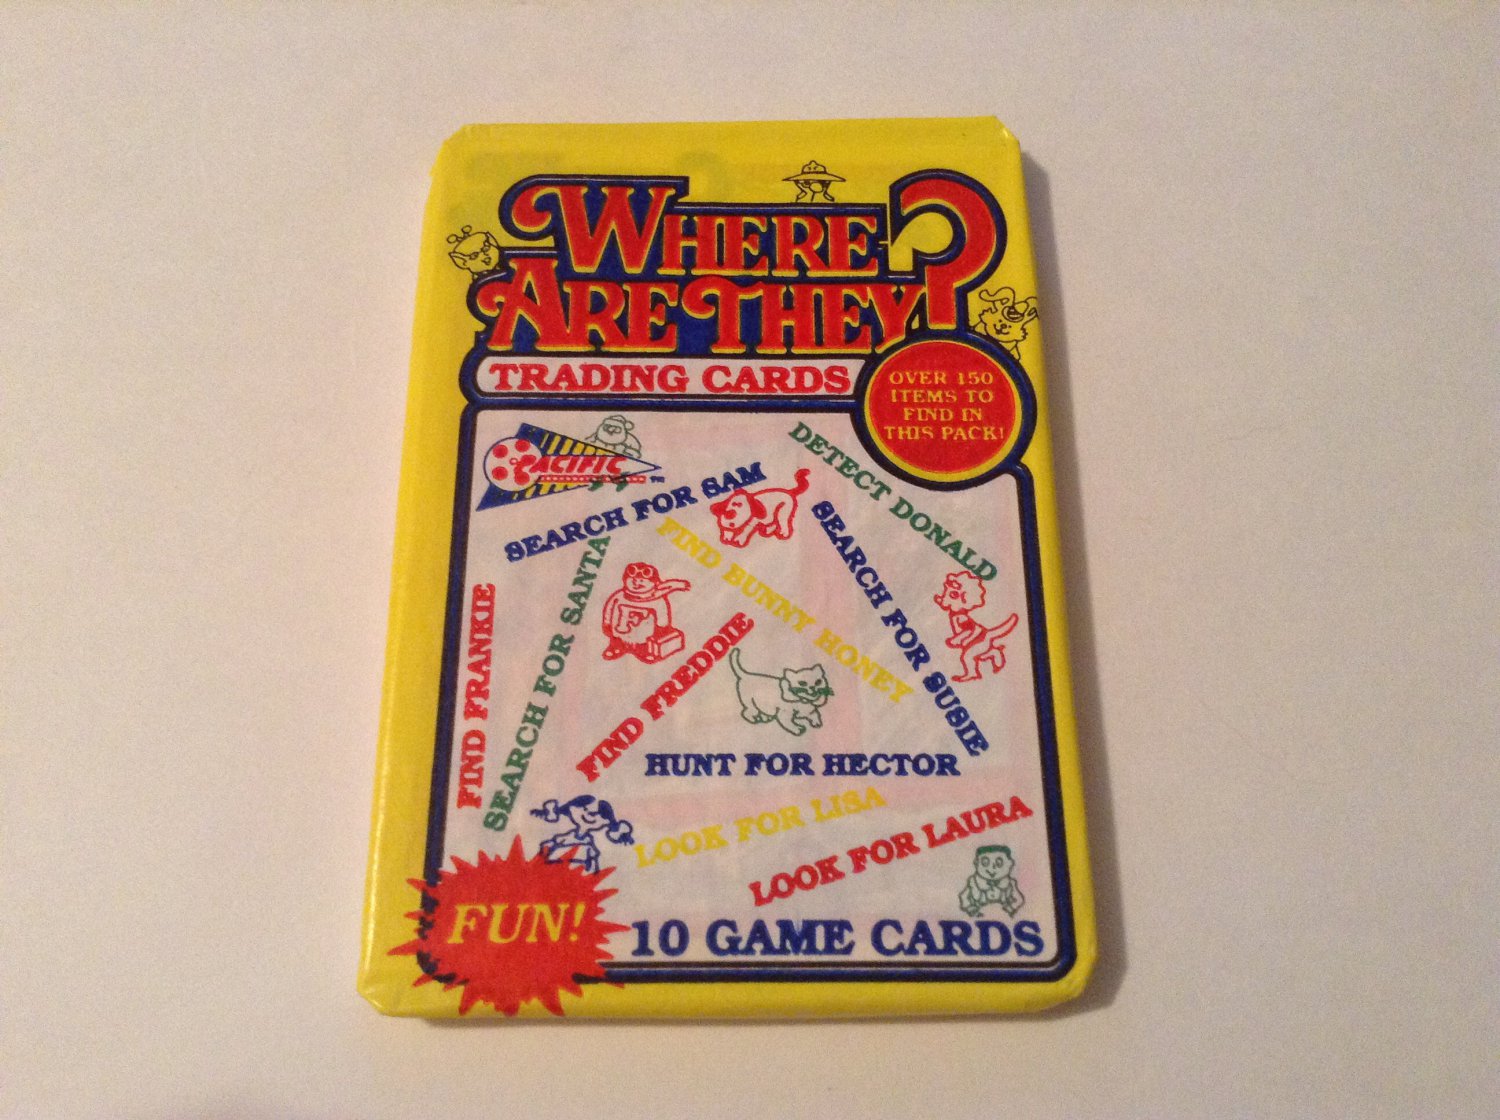 WHERE
ARE THEY?
TRADING CARDS
OVER 150
ITEMS TO
FIND IN
THIS PACK!
PACIFIC
TM
DETECT DONALD
SEARCH FOR SAM
FIND BUNNY HONEY
SEARCH FOR SUSIE
SEARCH FOR SANTA
FIND FRANKIE
FIND FREDDIE
F
HUNT FOR HECTOR
LOOK FOR LISA
LOOK FOR LAURA
FUN!
10 GAME CARDS